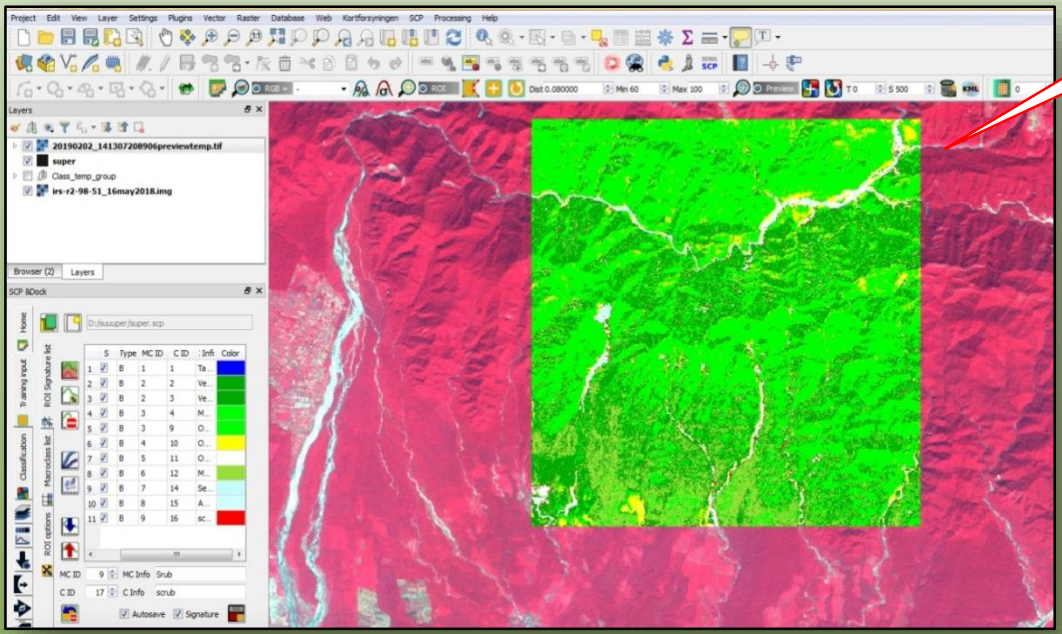 Project Edit View Layer Settings Plugins Vector Raster Database Web Kortforsyningen SCP Processing Help
RGB = - ROI Dist 0.080000 Min 60 Max 100 Preview T 0 S 500 KML 0
Layers
20190202_141307208906previewtemp.tif
super
Class_temp_group
irs-r2-98-51_16may2018.img
Browser (2) Layers
SCP &Dock
Home
Training input
Classification
ROI Signature list
Macroclass list
ROI options
D:/suuuper/super.scp
S Type MC ID C ID Color
1 B 1 1 Ta...
2 B 2 2 Ve...
3 B 2 3 Ve...
4 B 3 4 M...
5 B 3 9 O...
6 B 4 10 O...
7 B 5 11 O...
8 B 6 12 M...
9 B 7 14 Se...
10 B 8 15 A...
11 B 9 16 sc...
MC ID 9 MC Info Srub
C ID 17 C Info scrub
Autosave Signature